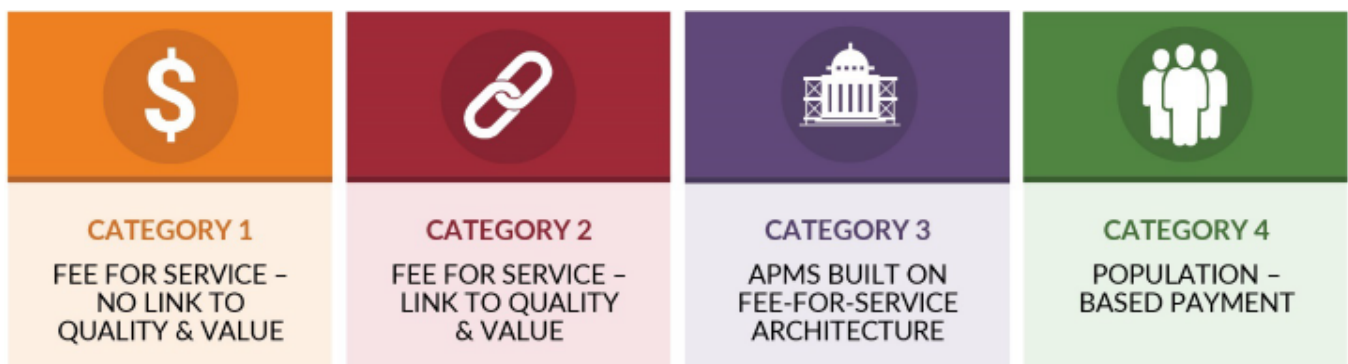 $
CATEGORY 1
FEE FOR SERVICE –
NO LINK TO
QUALITY & VALUE
CATEGORY 2
FEE FOR SERVICE –
LINK TO QUALITY
& VALUE
CATEGORY 3
APMS BUILT ON
FEE-FOR-SERVICE
ARCHITECTURE
CATEGORY 4
POPULATION –
BASED PAYMENT